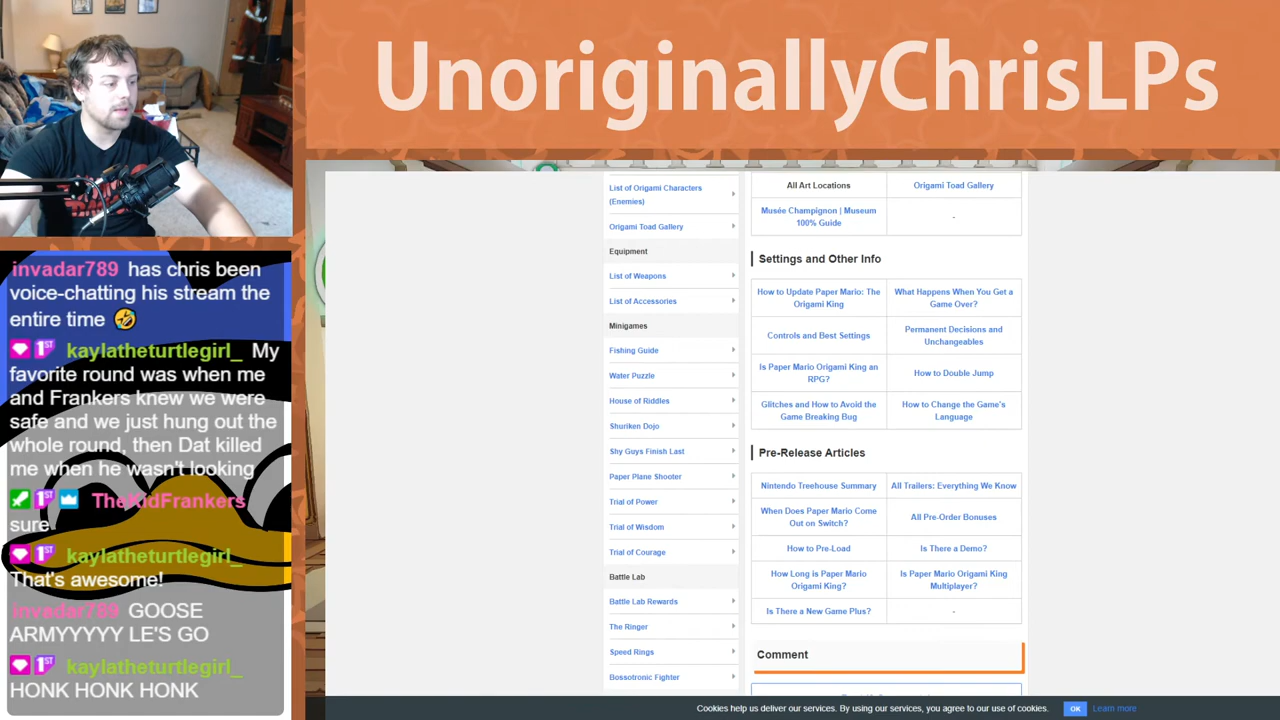 UnoriginallyChrisLPs
invadar789 has chris been
voice-chatting his stream the
entire time 🤣
kaylatheturtlegirl_ My
favorite round was when me
and Frankers knew we were
safe and we just hung out the
whole round, then Dat killed
me when he wasn't looking
TheKidFrankers
sure
kaylatheturtlegirl_
That's awesome!
invadar789 GOOSE
ARMYYYYY LE'S GO
kaylatheturtlegirl_
HONK HONK HONK
List of Origami Characters
(Enemies)
Origami Toad Gallery
Equipment
List of Weapons
List of Accessories
Minigames
Fishing Guide
Water Puzzle
House of Riddles
Shuriken Dojo
Shy Guys Finish Last
Paper Plane Shooter
Trial of Power
Trial of Wisdom
Trial of Courage
Battle Lab
Battle Lab Rewards
The Ringer
Speed Rings
Bossotronic Fighter
All Art Locations
Origami Toad Gallery
Musée Champignon | Museum
100% Guide
-
Settings and Other Info
How to Update Paper Mario: The
Origami King
What Happens When You Get a
Game Over?
Controls and Best Settings
Permanent Decisions and
Unchangeables
Is Paper Mario Origami King an
RPG?
How to Double Jump
Glitches and How to Avoid the
Game Breaking Bug
How to Change the Game's
Language
Pre-Release Articles
Nintendo Treehouse Summary
All Trailers: Everything We Know
When Does Paper Mario Come
Out on Switch?
All Pre-Order Bonuses
How to Pre-Load
Is There a Demo?
How Long is Paper Mario
Origami King?
Is Paper Mario Origami King
Multiplayer?
Is There a New Game Plus?
-
Comment
Cookies help us deliver our services. By using our services, you agree to our use of cookies.
OK
Learn more